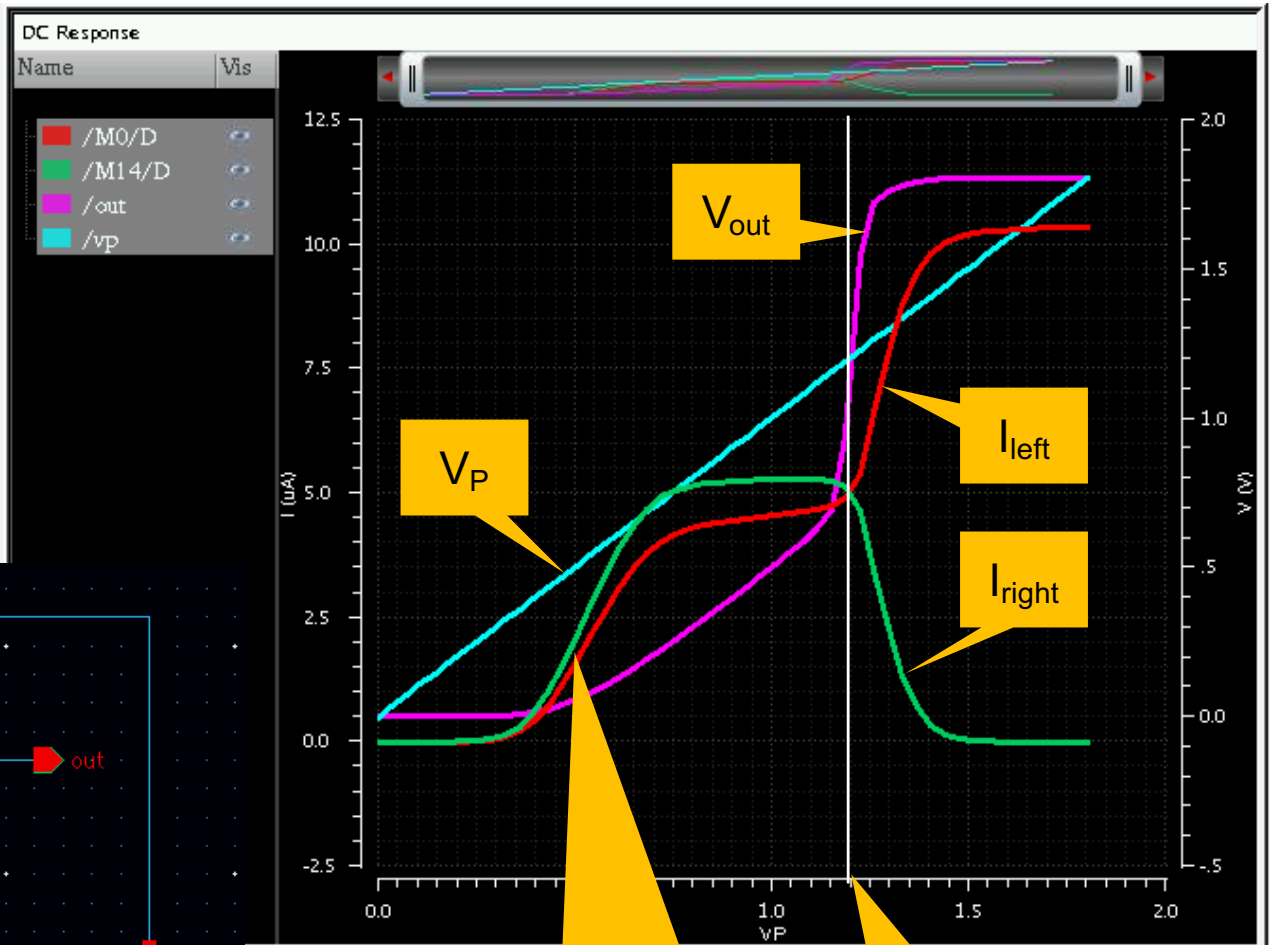 DC Response
Name Vis
/M0/D
/M14/D
/out
/vp
12.5
10.0
7.5
5.0
2.5
0.0
-2.5
I (uA)
2.0
1.5
1.0
.5
0.0
-.5
V (V)
Vout
VP
Ileft
Iright
out
0.0 1.0 1.5 2.0
VP